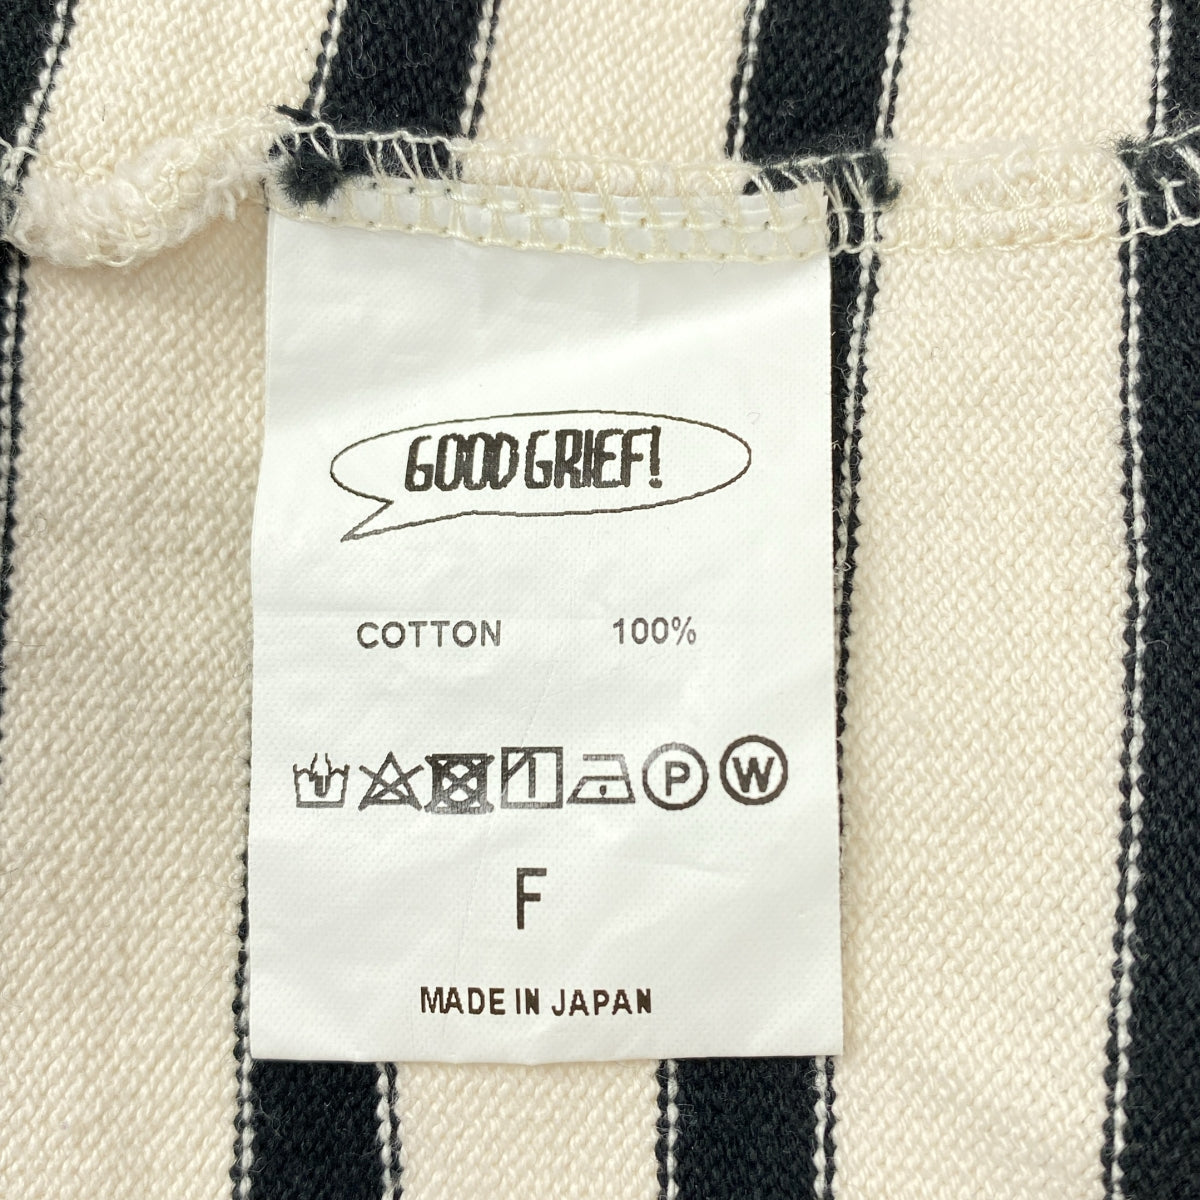 GOOD GRIEF!
COTTON 100%
P W
F
MADE IN JAPAN